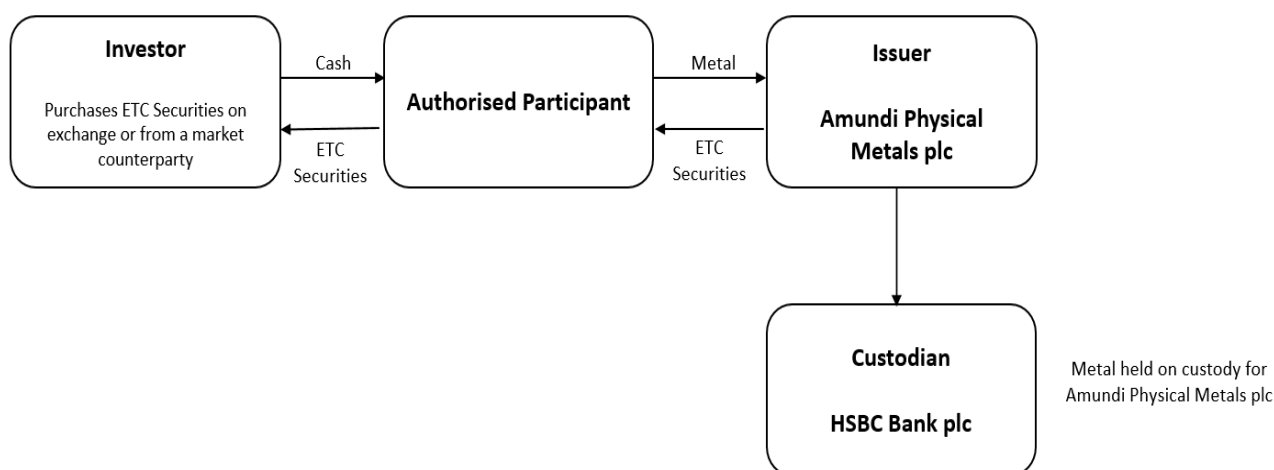 Investor
Purchases ETC Securities on
exchange or from a market
counterparty
Cash
ETC
Securities
Authorised Participant
Metal
ETC
Securities
Issuer
Amundi Physical
Metals plc
Custodian
HSBC Bank plc
Metal held on custody for
Amundi Physical Metals plc